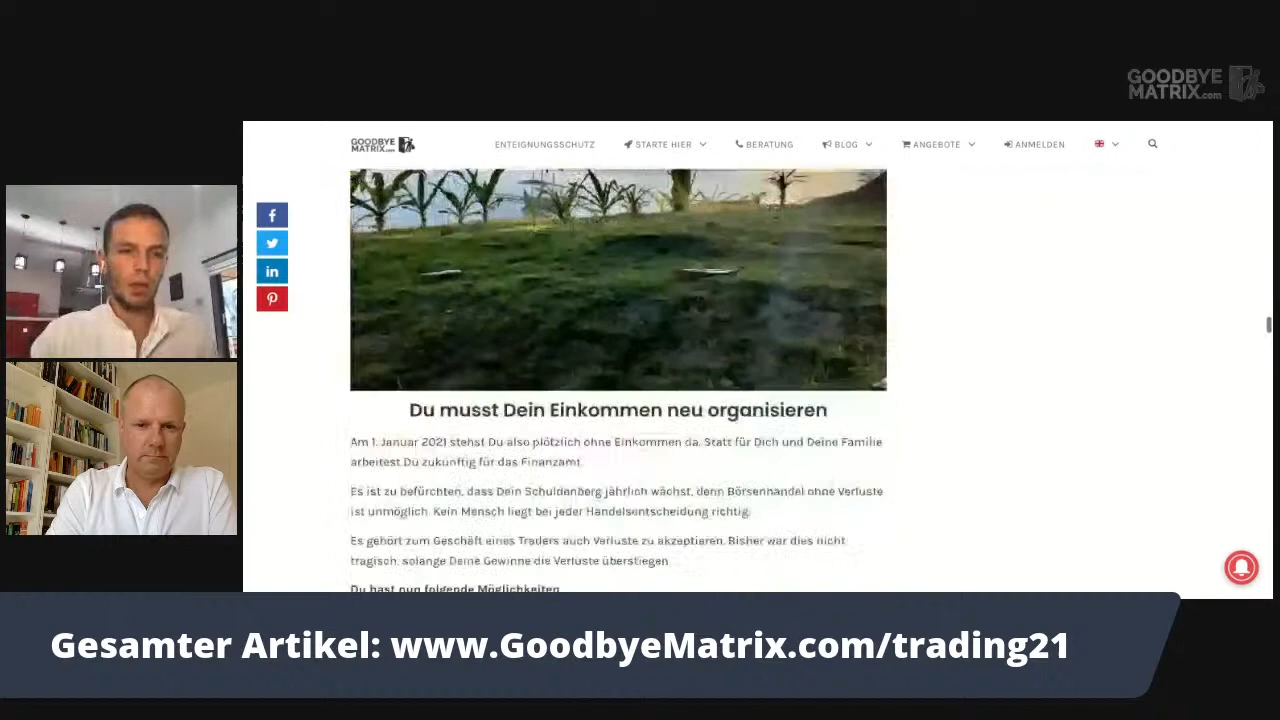 GOODBYE
MATRIX.com
GOODBYE
MATRIX.com
ENTEIGNUNGSSCHUTZ STARTE HIER BERATUNG BLOG ANGEBOTE ANMELDEN
Du musst Dein Einkommen neu organisieren
Am 1. Januar 2021 stehst Du also plötzlich ohne Einkommen da. Statt für Dich und Deine Familie
arbeitest Du zukünftig für das Finanzamt.
Es ist zu befürchten, dass Dein Schuldenberg jährlich wächst, denn Börsenhandel ohne Verluste
ist unmöglich. Kein Mensch liegt bei jeder Handelsentscheidung richtig.
Es gehört zum Geschäft eines Traders auch Verluste zu akzeptieren. Bisher war dies nicht
tragisch, solange Deine Gewinne die Verluste überstiegen.
Du hast nun folgende Möglichkeiten
Gesamter Artikel: www.GoodbyeMatrix.com/trading21